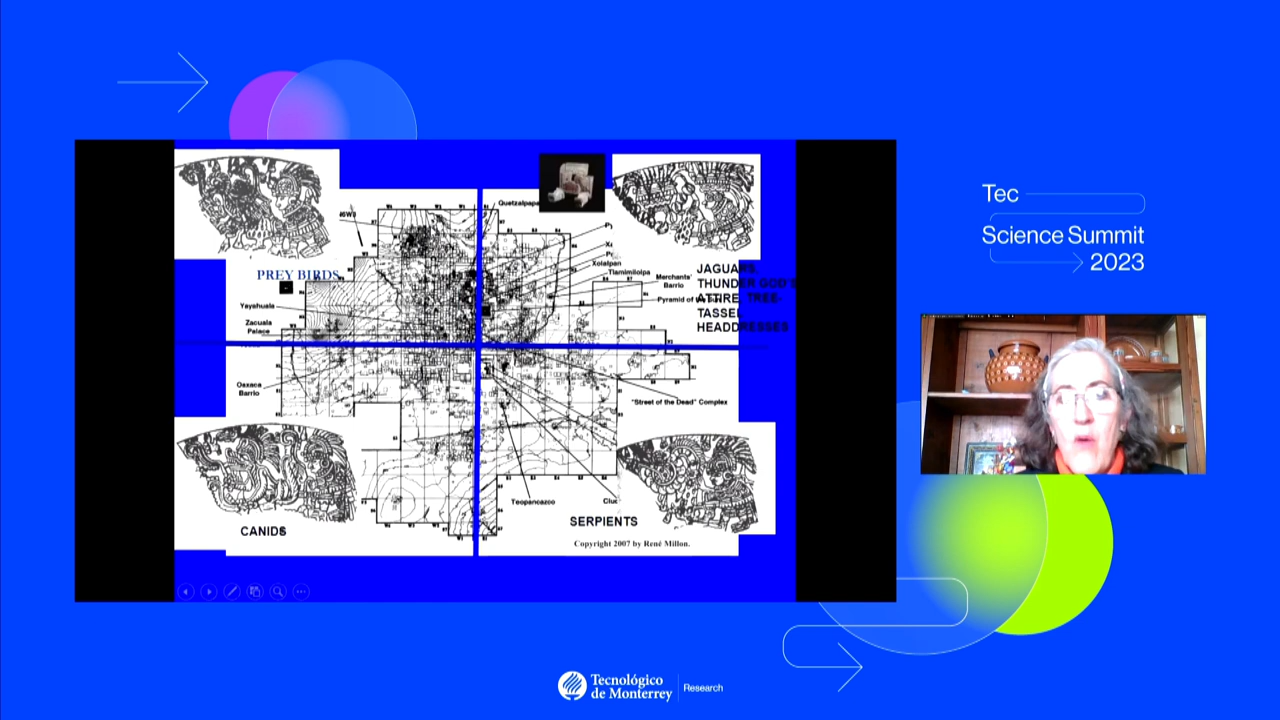 Tec
Science Summit
2023
Quetzalpapa
PREY BIRDS
Xolalpan
Tlamimilolpa
Merchants'
Barrio
Yayahuala
Zacuala
Palace
JAGUARS,
THUNDER GOD'S
ATTIRE, TREE-
TASSEL
HEADDRESSES
Oaxaca
Barrio
"Street of the Dead" Complex
Teopancazco
CANIDS
SERPIENTS
Copyright 2007 by René Millon.
Tecnológico
de Monterrey
Research